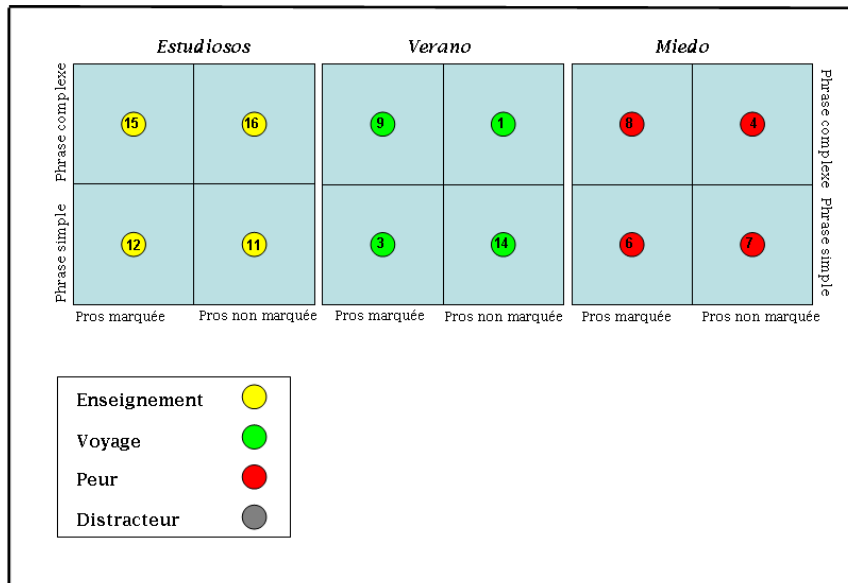 Estudiosos Verano Miedo
Phrase complexe
15 16 9 1 8 4
Phrase complexe
Phrase simple
12 11 3 14 6 7
Phrase simple
Pros marquée Pros non marquée Pros marquée Pros non marquée Pros marquée Pros non marquée
Enseignement
Voyage
Peur
Distracteur